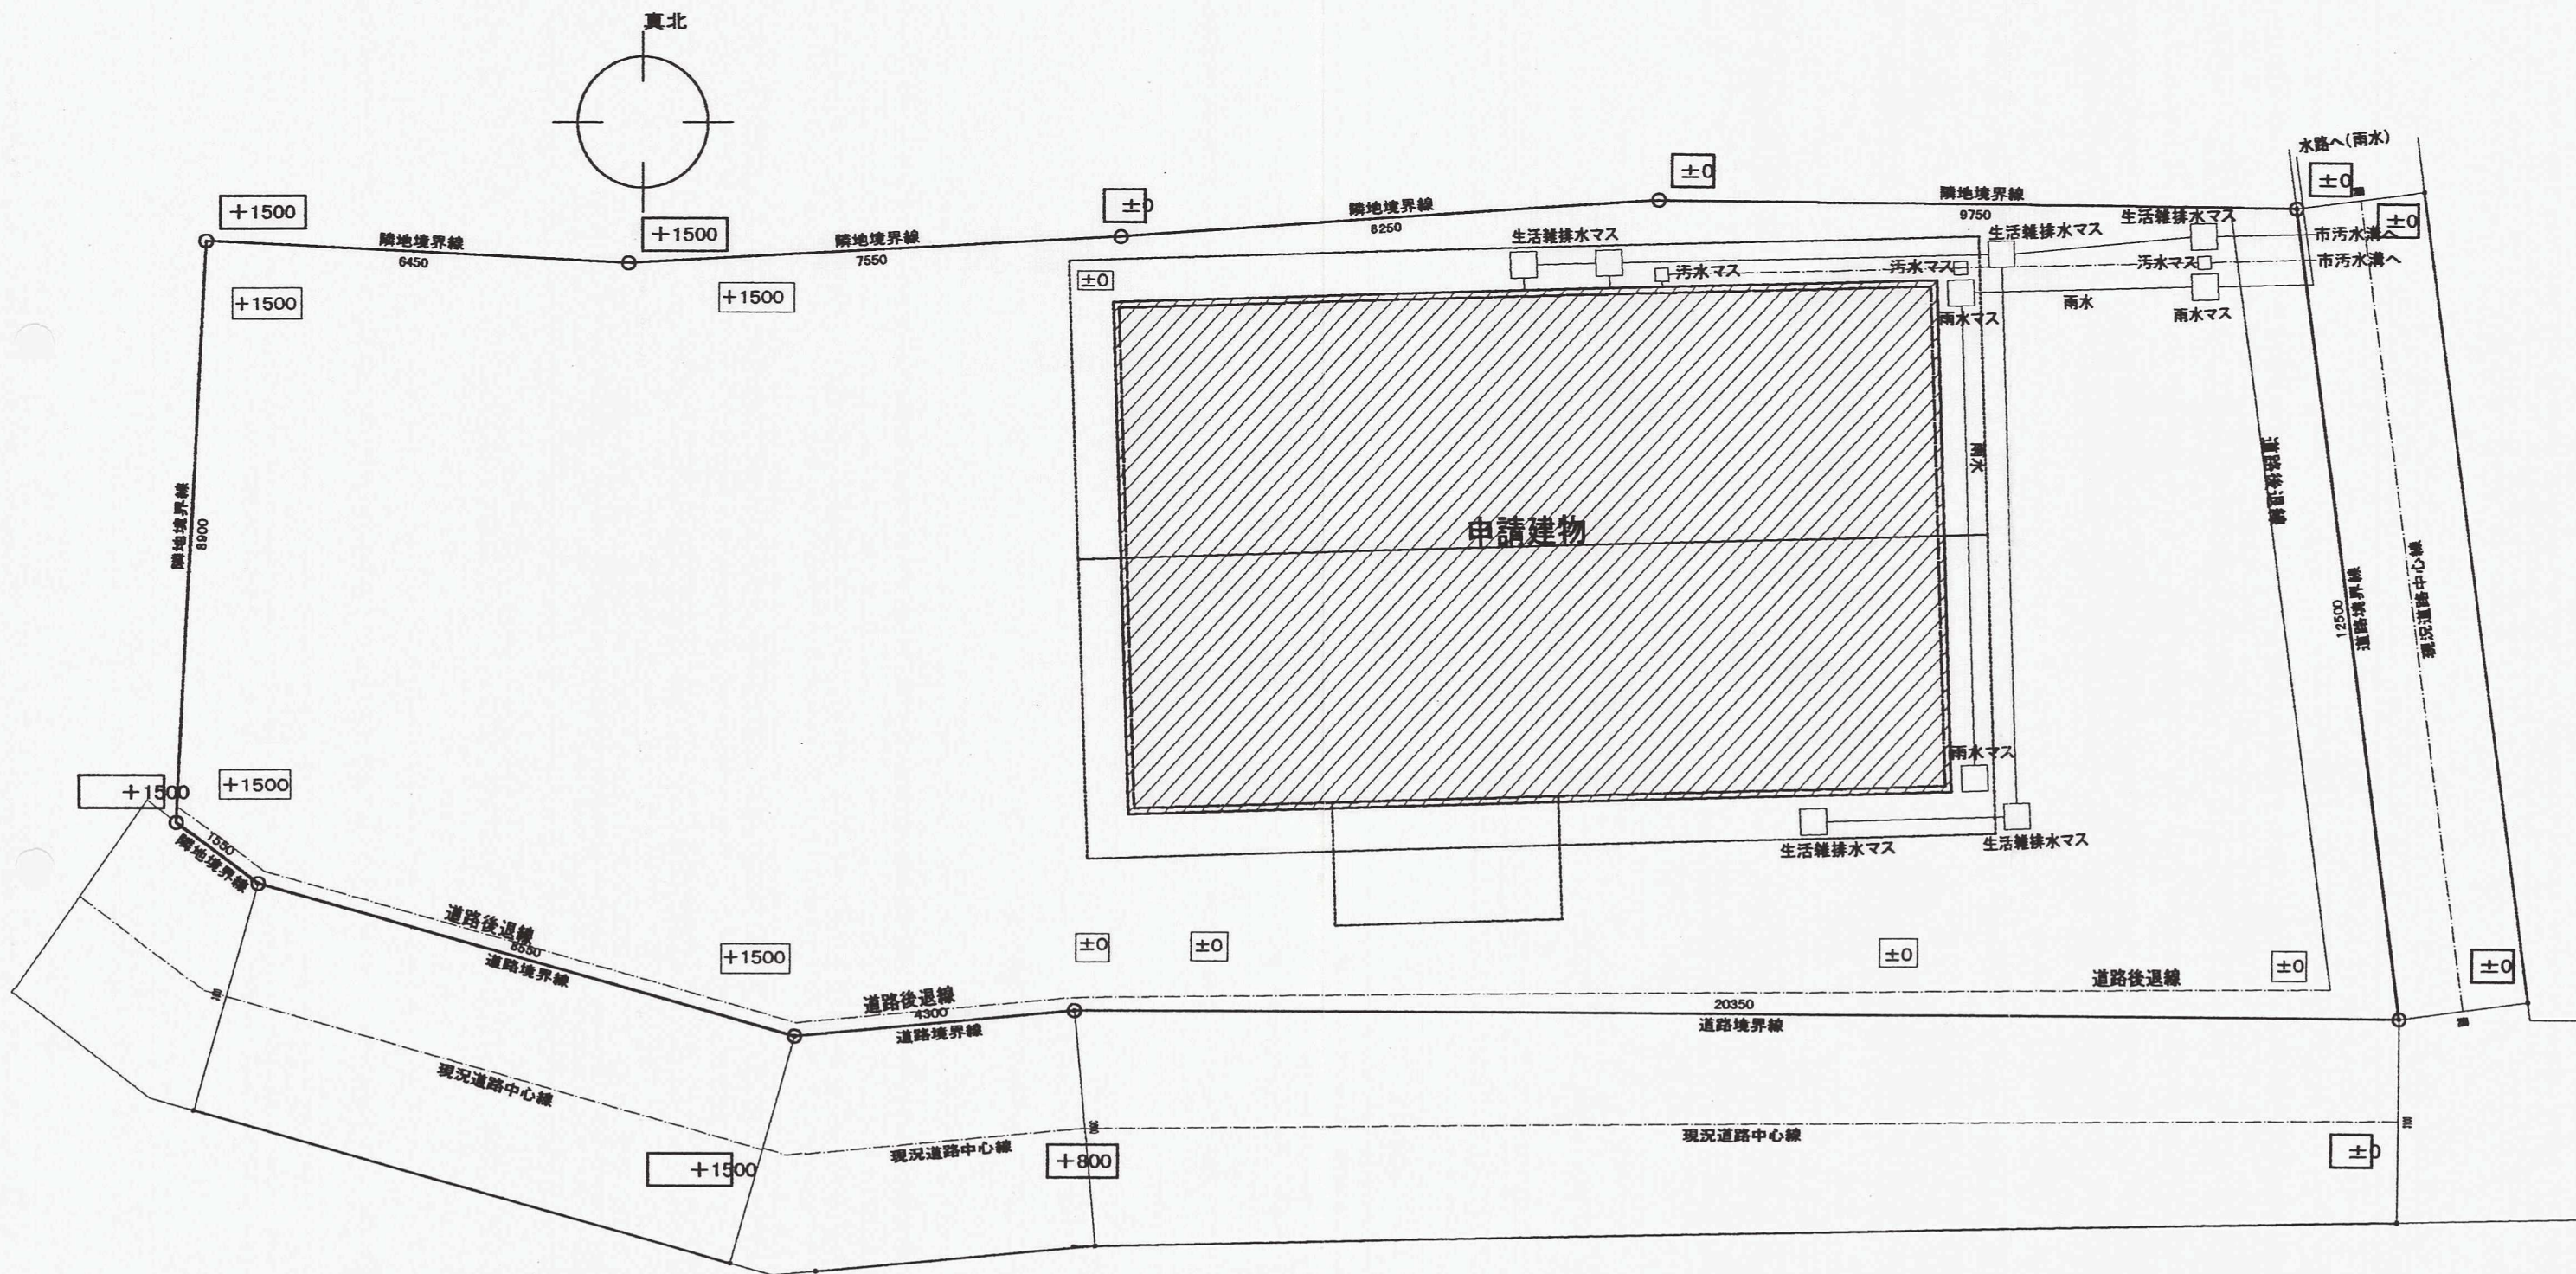 真北
水路へ(雨水)
±0
±0
+1500
+1500
±0
±0
隣地境界線
6450
隣地境界線
7550
隣地境界線
8250
隣地境界線
9750
生活雑排水マス
生活雑排水マス
生活雑排水マス
市汚水溝へ
汚水マス
汚水マス
汚水マス
市汚水溝へ
+1500
+1500
±0
雨水マス
雨水
雨水マス
雨水
道路後退線
隣地境界線
8900
申請建物
12500
道路境界線
現況道路中心線
+1500
+1500
雨水マス
1550
隣地境界線
生活雑排水マス
生活雑排水マス
道路後退線
道路境界線
+1500
±0
±0
±0
±0
±0
道路後退線
4300
道路境界線
道路後退線
20350
道路境界線
現況道路中心線
現況道路中心線
現況道路中心線
+1500
+800
±0